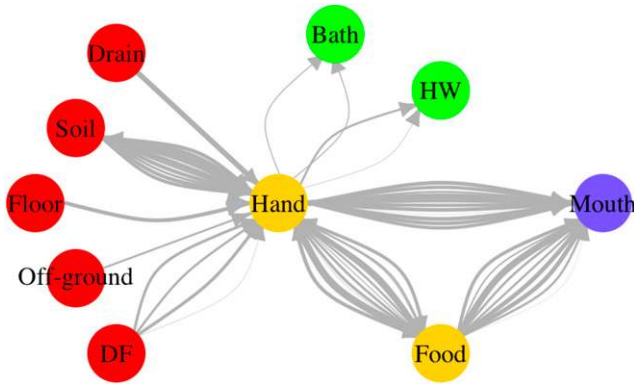 Bath
Drain
HW
Soil
Floor
Hand
Mouth
Off-ground
DF
Food